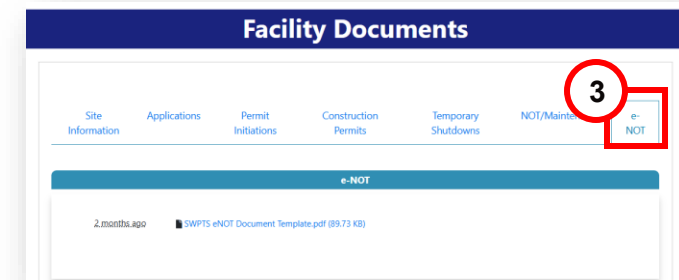 Facility Documents
3
Site Applications Permit Construction Temporary NOT/Mainte e-
Information Initiations Permits Shutdowns NOT
e-NOT
2 months ago SWPTS eNOT Document Template.pdf (89.73 KB)